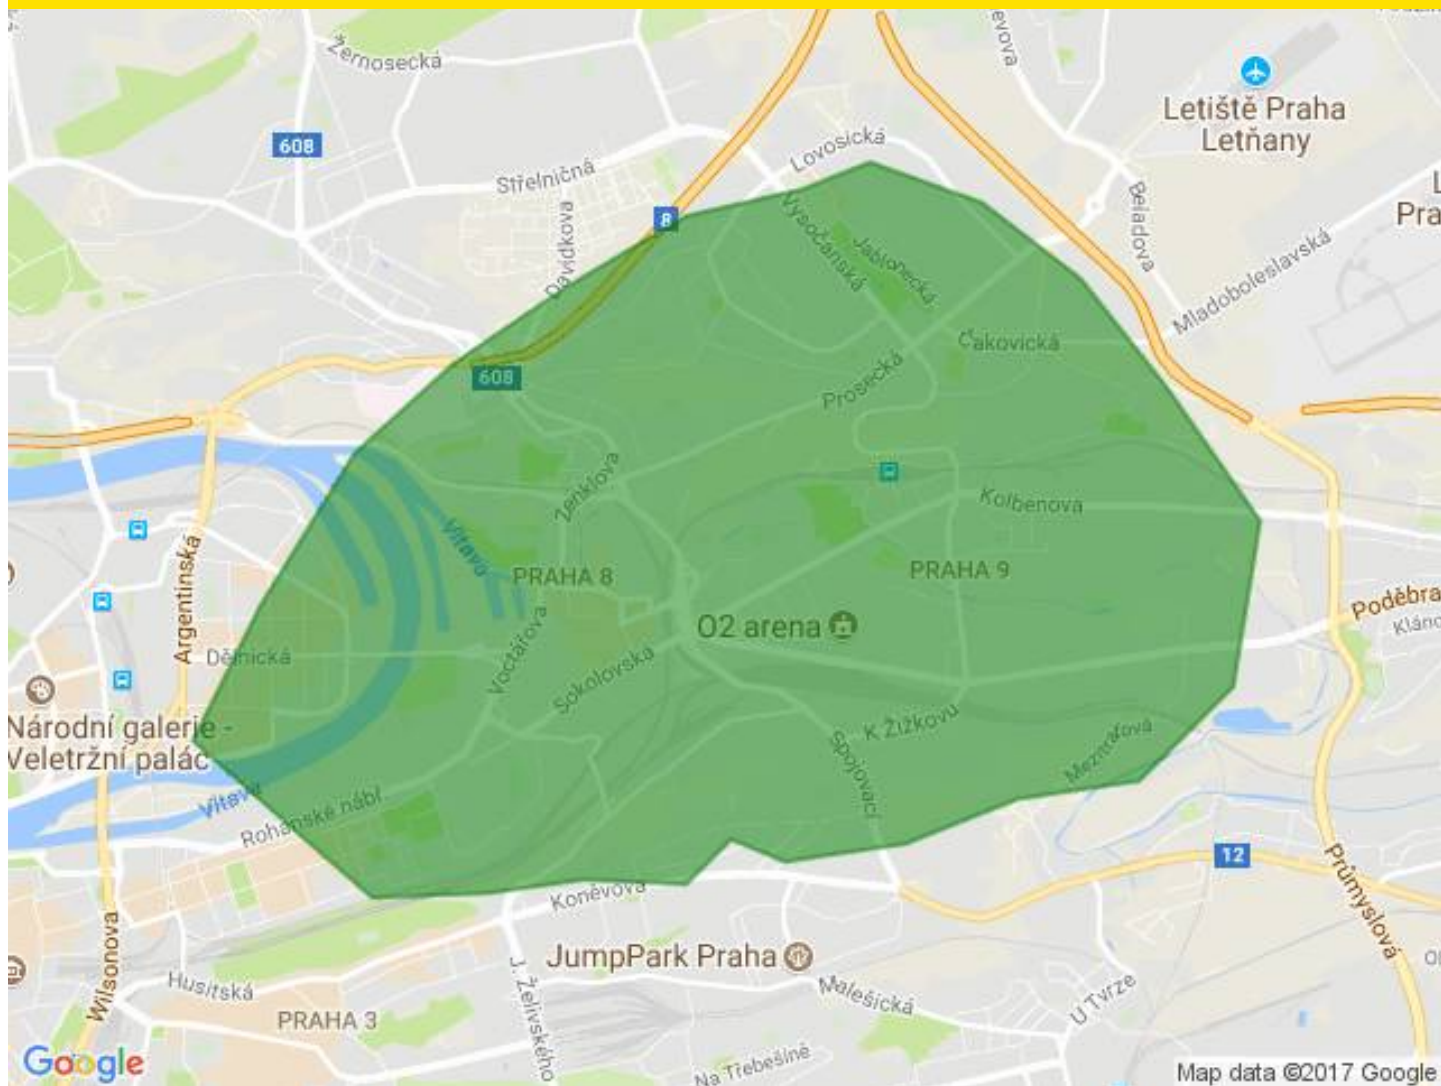 Žernosecká
608
Letiště Praha
Letňany
Lovosická
Střelničná
Davídkova
8
Vysočanská
Jablonecká
Beladova
Pra
Mladoboleslavská
Čakovická
608
Prosecká
Zenklova
Kolbenova
Vltava
Argentinská
PRAHA 8
PRAHA 9
Poděbra
O2 arena
Klánc
Dělnická
Voctářova
Sokolovská
Národní galerie -
Veletržní palác
K Žižkovu
Spojovací
Mezitraťová
Vltava
Rohanské nábř.
12
Průmyslová
Koněvova
Wilsonova
JumpPark Praha
Husitská
J. Želivského
Malešická
U Tvrze
PRAHA 3
Google
Na Třebešíně
Map data ©2017 Google